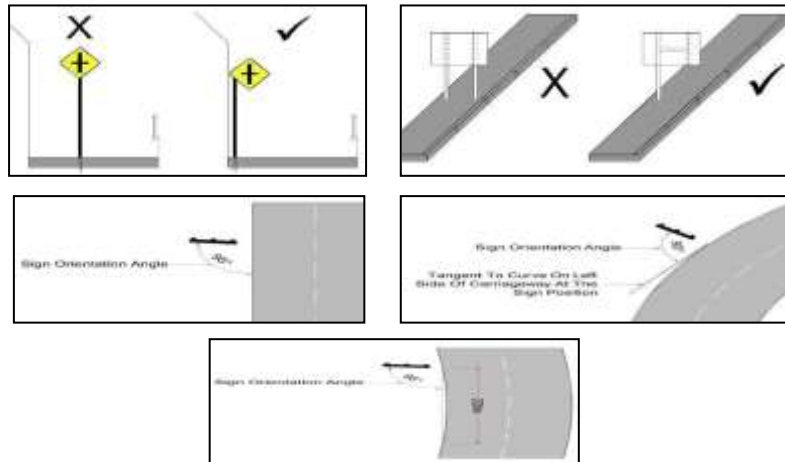 Sign Orientation Angle
Sign Orientation Angle
Tangent To Curve On Left
Side Of Carriageway At The
Sign Position
Sign Orientation Angle